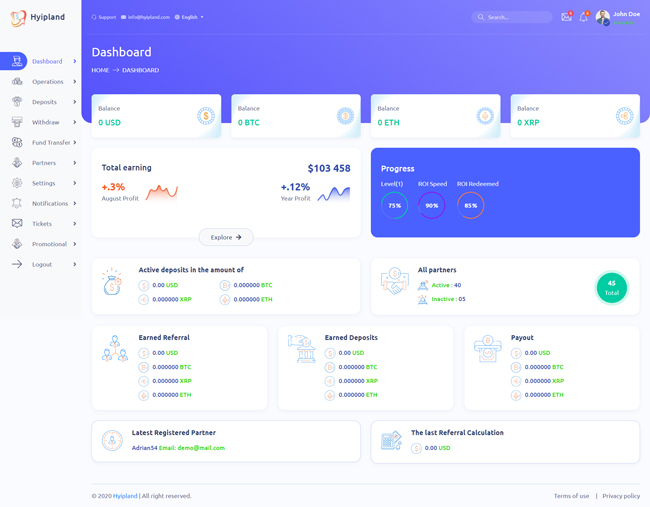 Hyipland
Support
info@hyipland.com
English
Search...
John Doe
Dashboard
HOME
DASHBOARD
Dashboard
Operations
Deposits
Withdraw
Fund Transfer
Partners
Settings
Notifications
Tickets
Promotional
Logout
Balance
0 USD
Balance
0 BTC
Balance
0 ETH
Balance
0 XRP
Total earning
$103 458
+.3%
August Profit
+.12%
Year Profit
Explore
Progress
Level(1)
ROI Speed
ROI Redeemed
75%
90%
85%
Active deposits in the amount of
0.00 USD
0.000000 BTC
0.000000 XRP
0.000000 ETH
All partners
Active : 40
Inactive : 05
45
Total
Earned Referral
0.00 USD
0.000000 BTC
0.000000 XRP
0.000000 ETH
Earned Deposits
0.00 USD
0.000000 BTC
0.000000 XRP
0.000000 ETH
Payout
0.00 USD
0.000000 BTC
0.000000 XRP
0.000000 ETH
Latest Registered Partner
Adrian54 Email: demo@mail.com
The last Referral Calculation
0.00 USD
© 2020 Hyipland | All right reserved.
Terms of use | Privacy policy